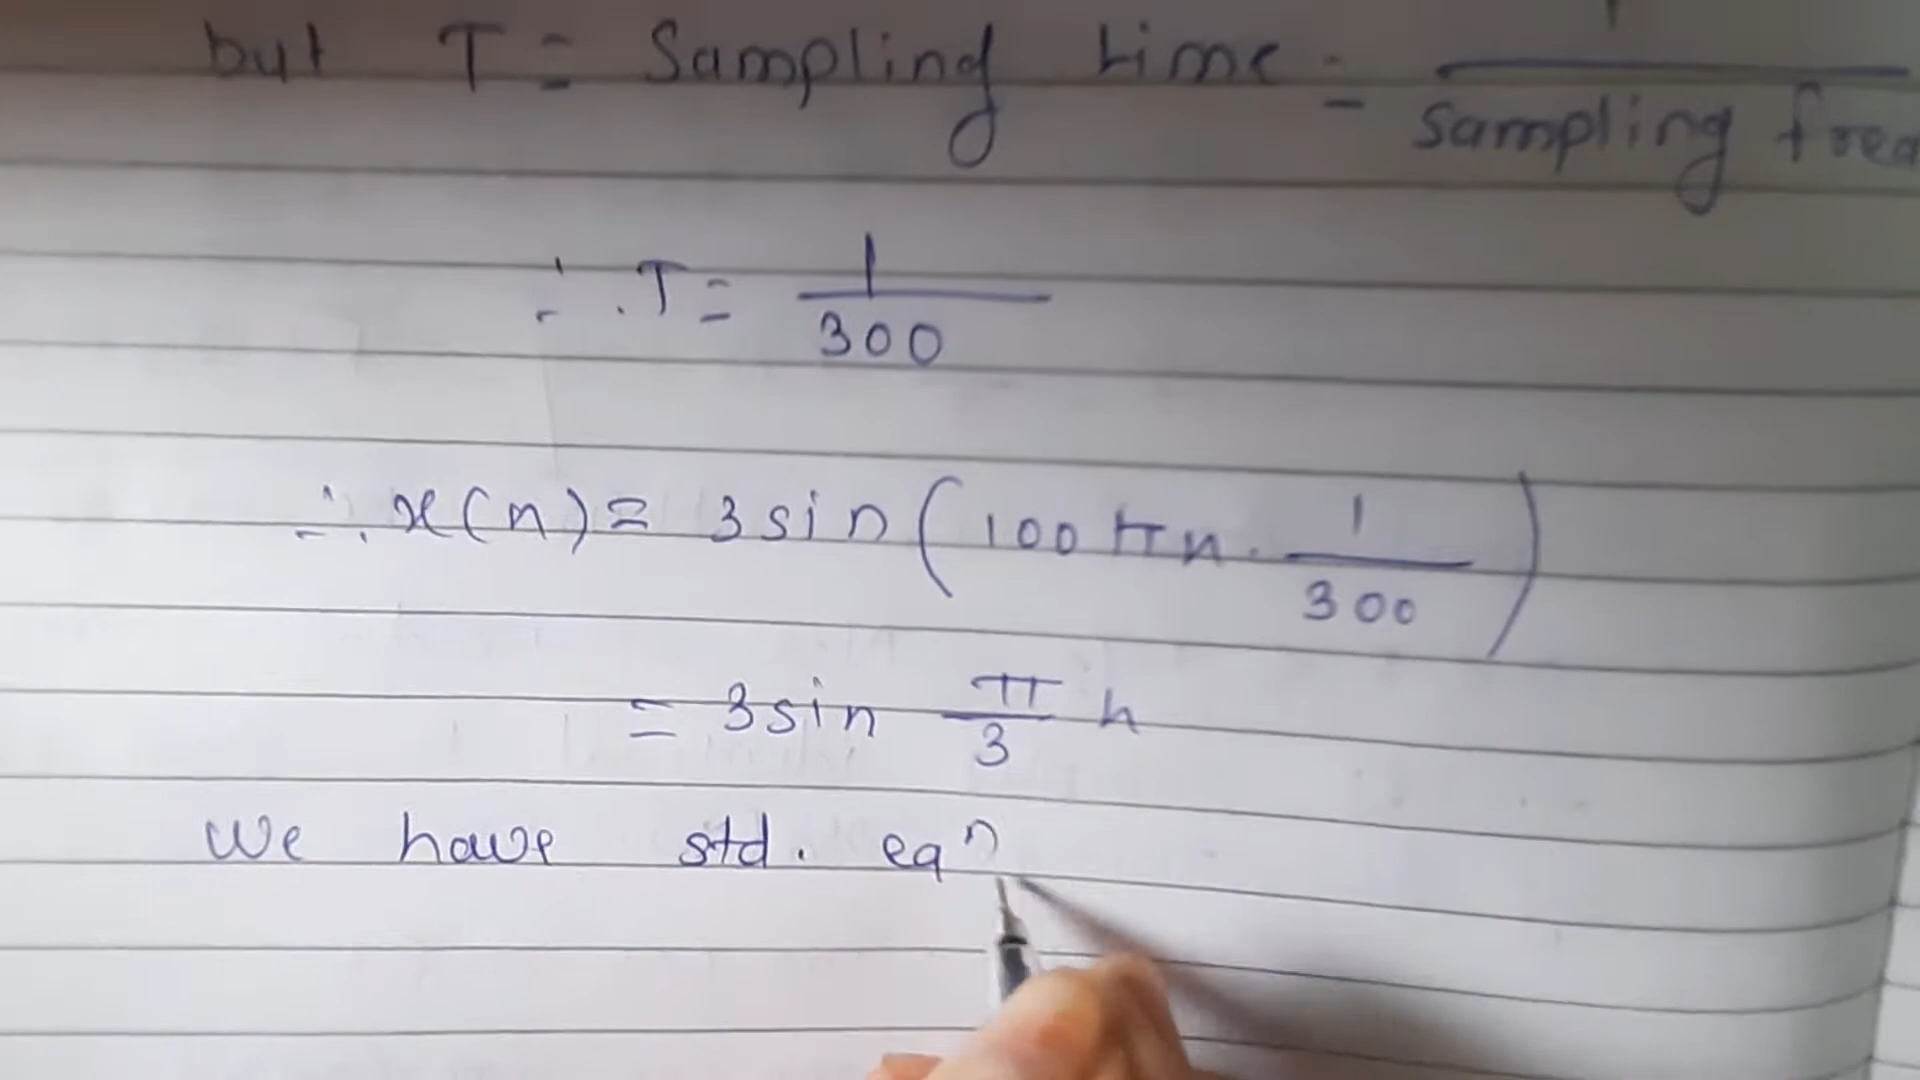 but T = Sampling time = 1 / sampling freq
∴ T = 1/300
∴ x(n) = 3 sin (100 π n . 1/300)
= 3 sin π/3 n
We have std. eqⁿ